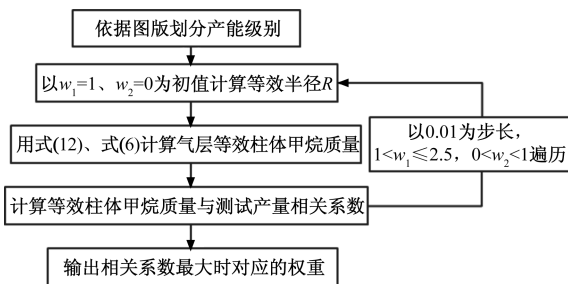 依据图版划分产能级别
以w₁=1、w₂=0为初值计算等效半径R
用式(12)、式(6)计算气层等效柱体甲烷质量
以0.01为步长，
1<w₁≤2.5，0<w₂<1遍历
计算等效柱体甲烷质量与测试产量相关系数
输出相关系数最大时对应的权重